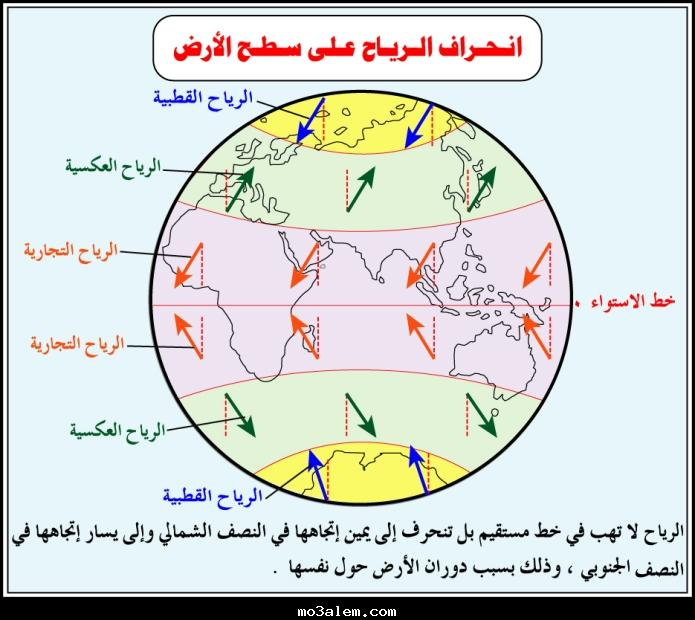 انحراف الرياح على سطح الأرض
الرياح القطبية
الرياح العكسية
الرياح التجارية
خط الاستواء
الرياح التجارية
الرياح العكسية
الرياح القطبية
الرياح لا تهب في خط مستقيم بل تنحرف إلى يمين إتجاهها في النصف الشمالي وإلى يسار إتجاهها في
النصف الجنوبي ، وذلك بسبب دوران الأرض حول نفسها .
mo3alem.com